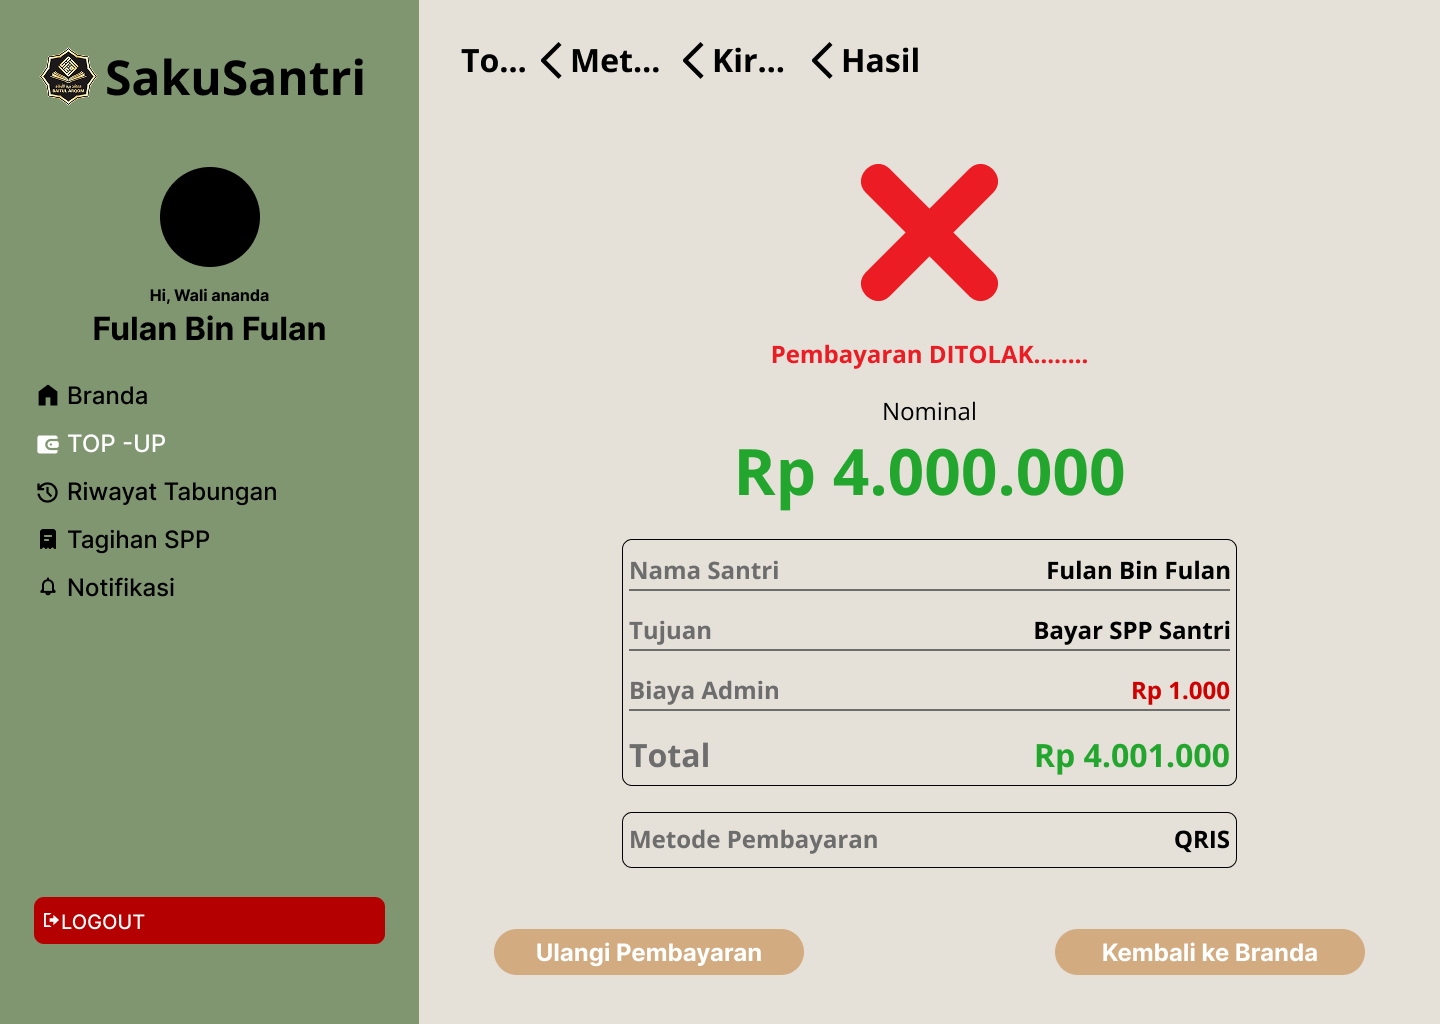 SakuSantri
Hi, Wali ananda
Fulan Bin Fulan
Branda
TOP -UP
Riwayat Tabungan
Tagihan SPP
Notifikasi
LOGOUT
To... Met... Kir... Hasil
Pembayaran DITOLAK........
Nominal
Rp 4.000.000
Nama Santri Fulan Bin Fulan
Tujuan Bayar SPP Santri
Biaya Admin Rp 1.000
Total Rp 4.001.000
Metode Pembayaran QRIS
Ulangi Pembayaran Kembali ke Branda